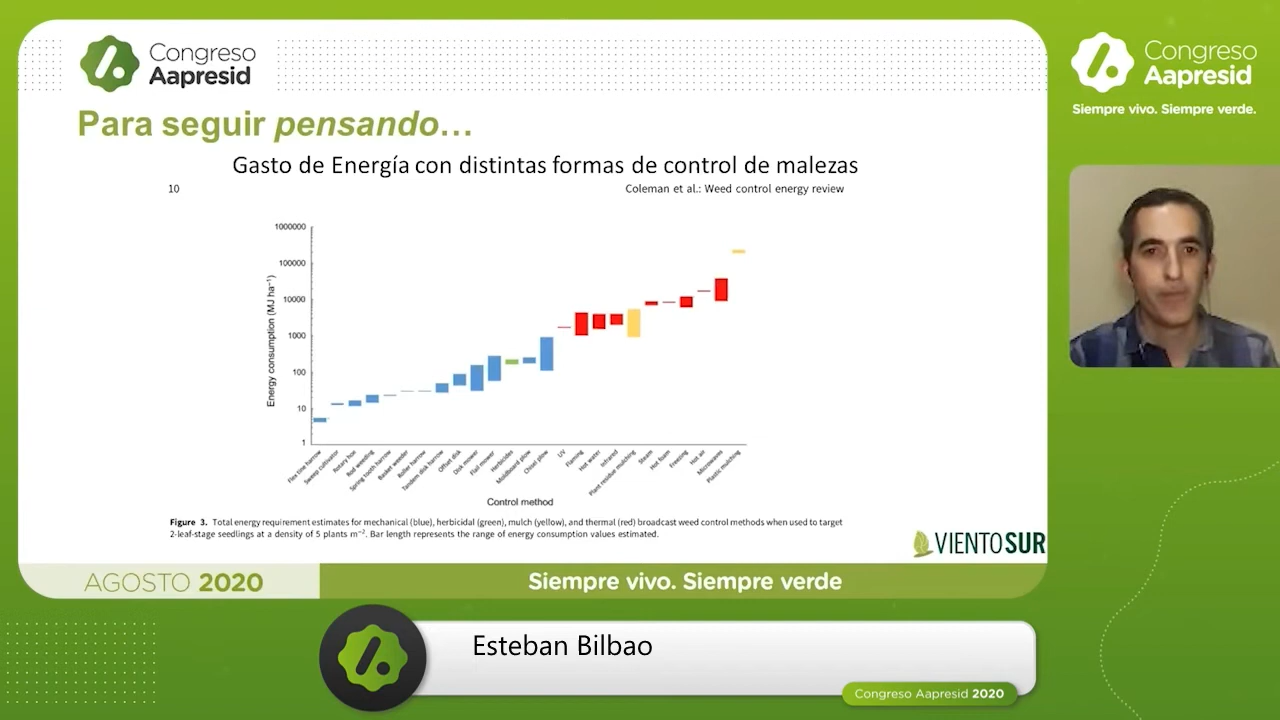 Congreso
Aapresid
Para seguir pensando...
Gasto de Energía con distintas formas de control de malezas
10
Coleman et al.: Weed control energy review
1000000
100000
10000
1000
100
10
1
Energy consumption (MJ ha⁻¹)
Flex tine harrow
Sweep cultivator
Rotary hoe
Rod weeding
Spring tooth harrow
Basket weeder
Roller harrow
Tandem disk harrow
Offset disk
Disk mower
Flail mower
Herbicides
Moldboard plow
Chisel plow
UV
Flaming
Hot water
Infrared
Plant residue mulching
Steam
Hot foam
Freezing
Hot air
Microwaves
Plastic mulching
Control method
Figure 3. Total energy requirement estimates for mechanical (blue), herbicidal (green), mulch (yellow), and thermal (red) broadcast weed control methods when used to target
2-leaf-stage seedlings at a density of 5 plants m⁻². Bar length represents the range of energy consumption values estimated.
VIENTO SUR
AGOSTO 2020
Siempre vivo. Siempre verde
Congreso
Aapresid
Siempre vivo. Siempre verde.
Esteban Bilbao
Congreso Aapresid 2020